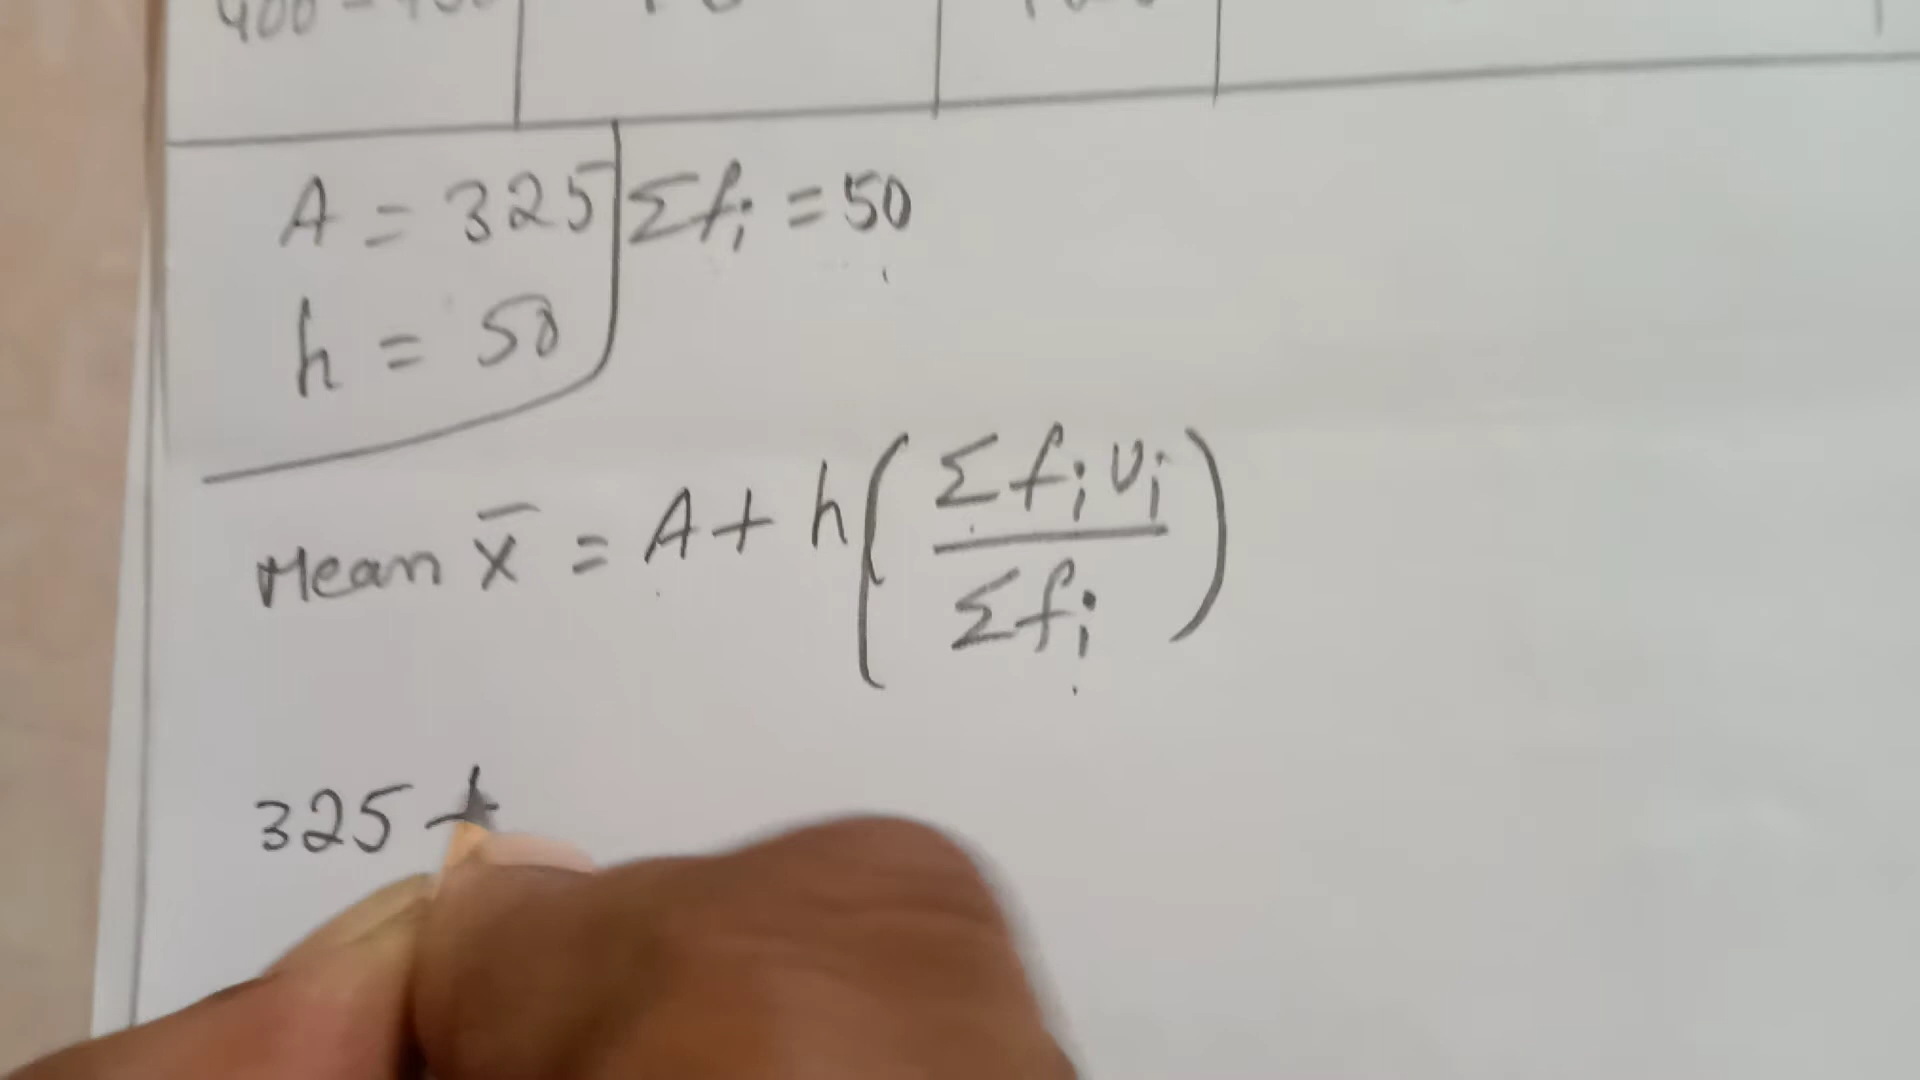 A = 325 Σfi = 50
h = 50
Mean x̄ = A + h( Σfiui / Σfi )
325 +